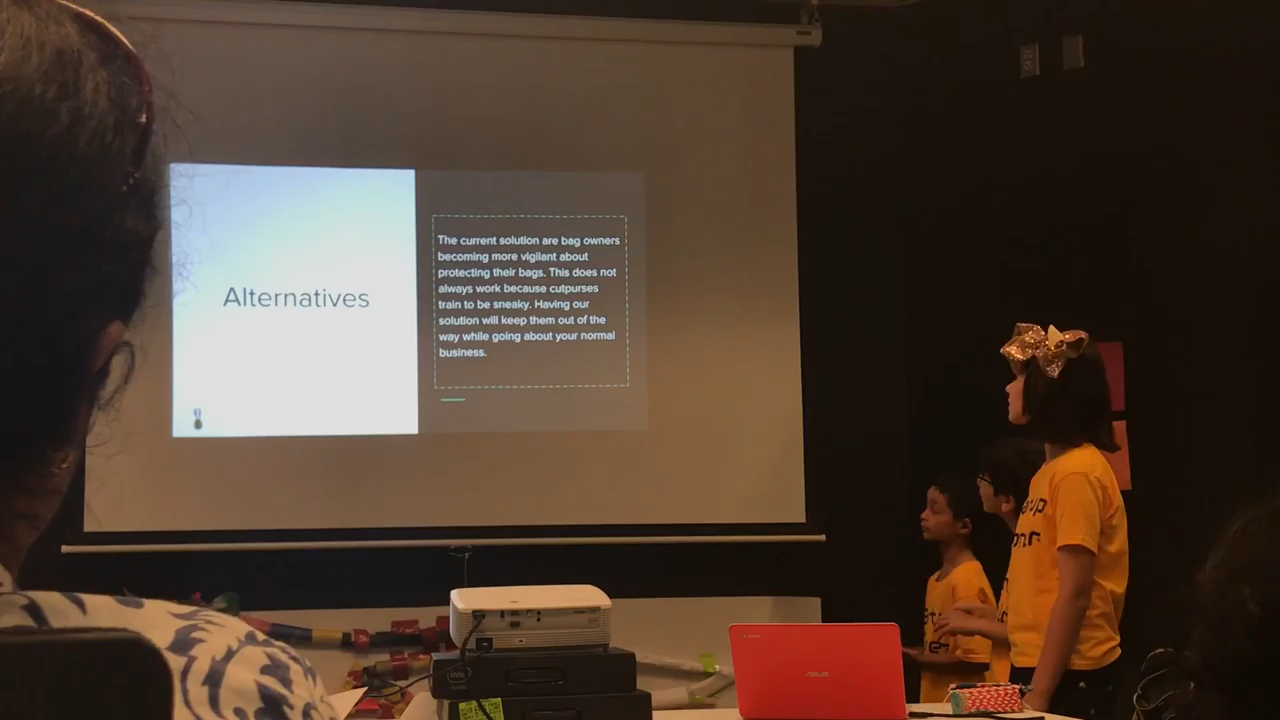 Alternatives
The current solution are bag owners
becoming more vigilant about
protecting their bags. This does not
always work because cutpurses
train to be sneaky. Having our
solution will keep them out of the
way while going about your normal
business.
intel
ASUS